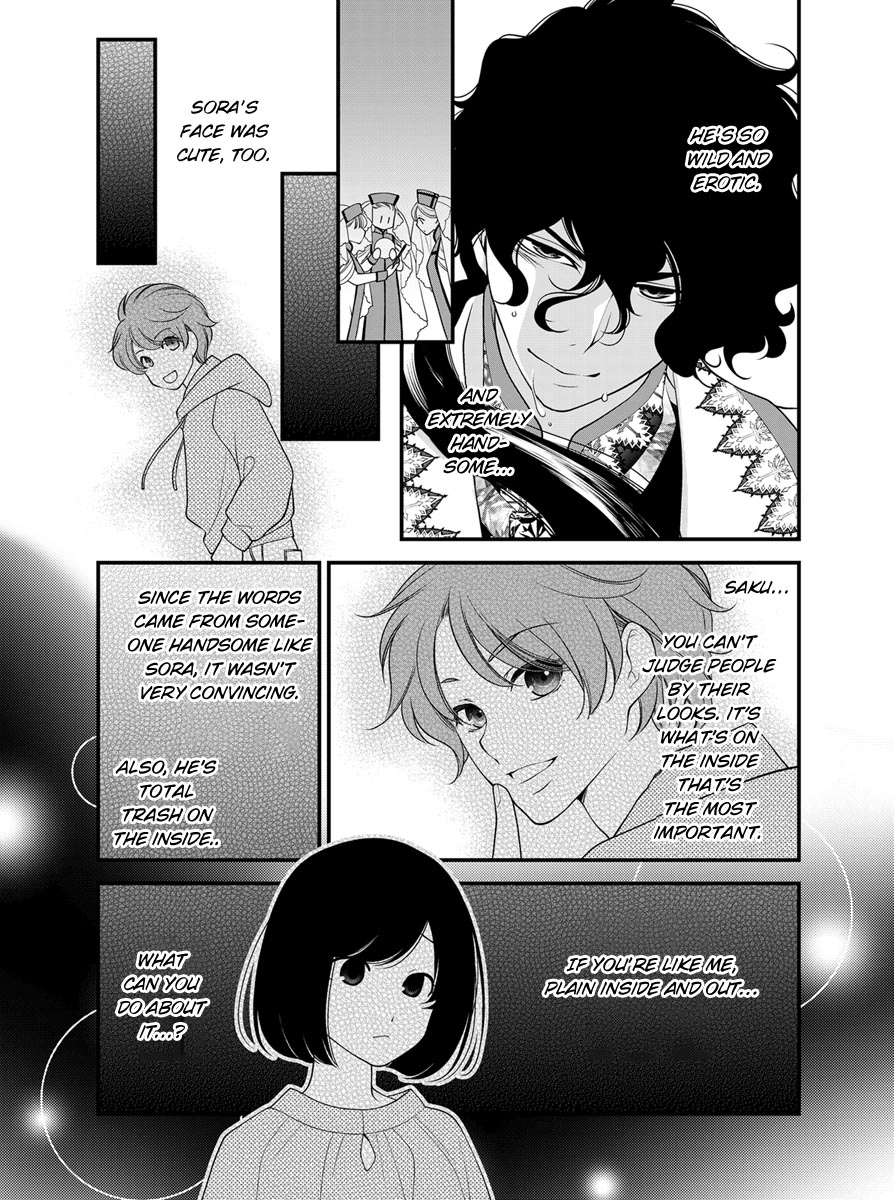 HE'S SO
WILD AND
EROTIC.
AND
EXTREMELY
HAND-
SOME...
SORA'S
FACE WAS
CUTE, TOO.
SAKU...
YOU CAN'T
JUDGE PEOPLE
BY THEIR
LOOKS. IT'S
WHAT'S ON
THE INSIDE
THAT'S
THE MOST
IMPORTANT.
SINCE THE WORDS
CAME FROM SOME-
ONE HANDSOME LIKE
SORA, IT WASN'T
VERY CONVINCING.
ALSO, HE'S
TOTAL
TRASH ON
THE INSIDE..
IF YOU'RE LIKE ME,
PLAIN INSIDE AND OUT...
WHAT
CAN YOU
DO ABOUT
IT...?